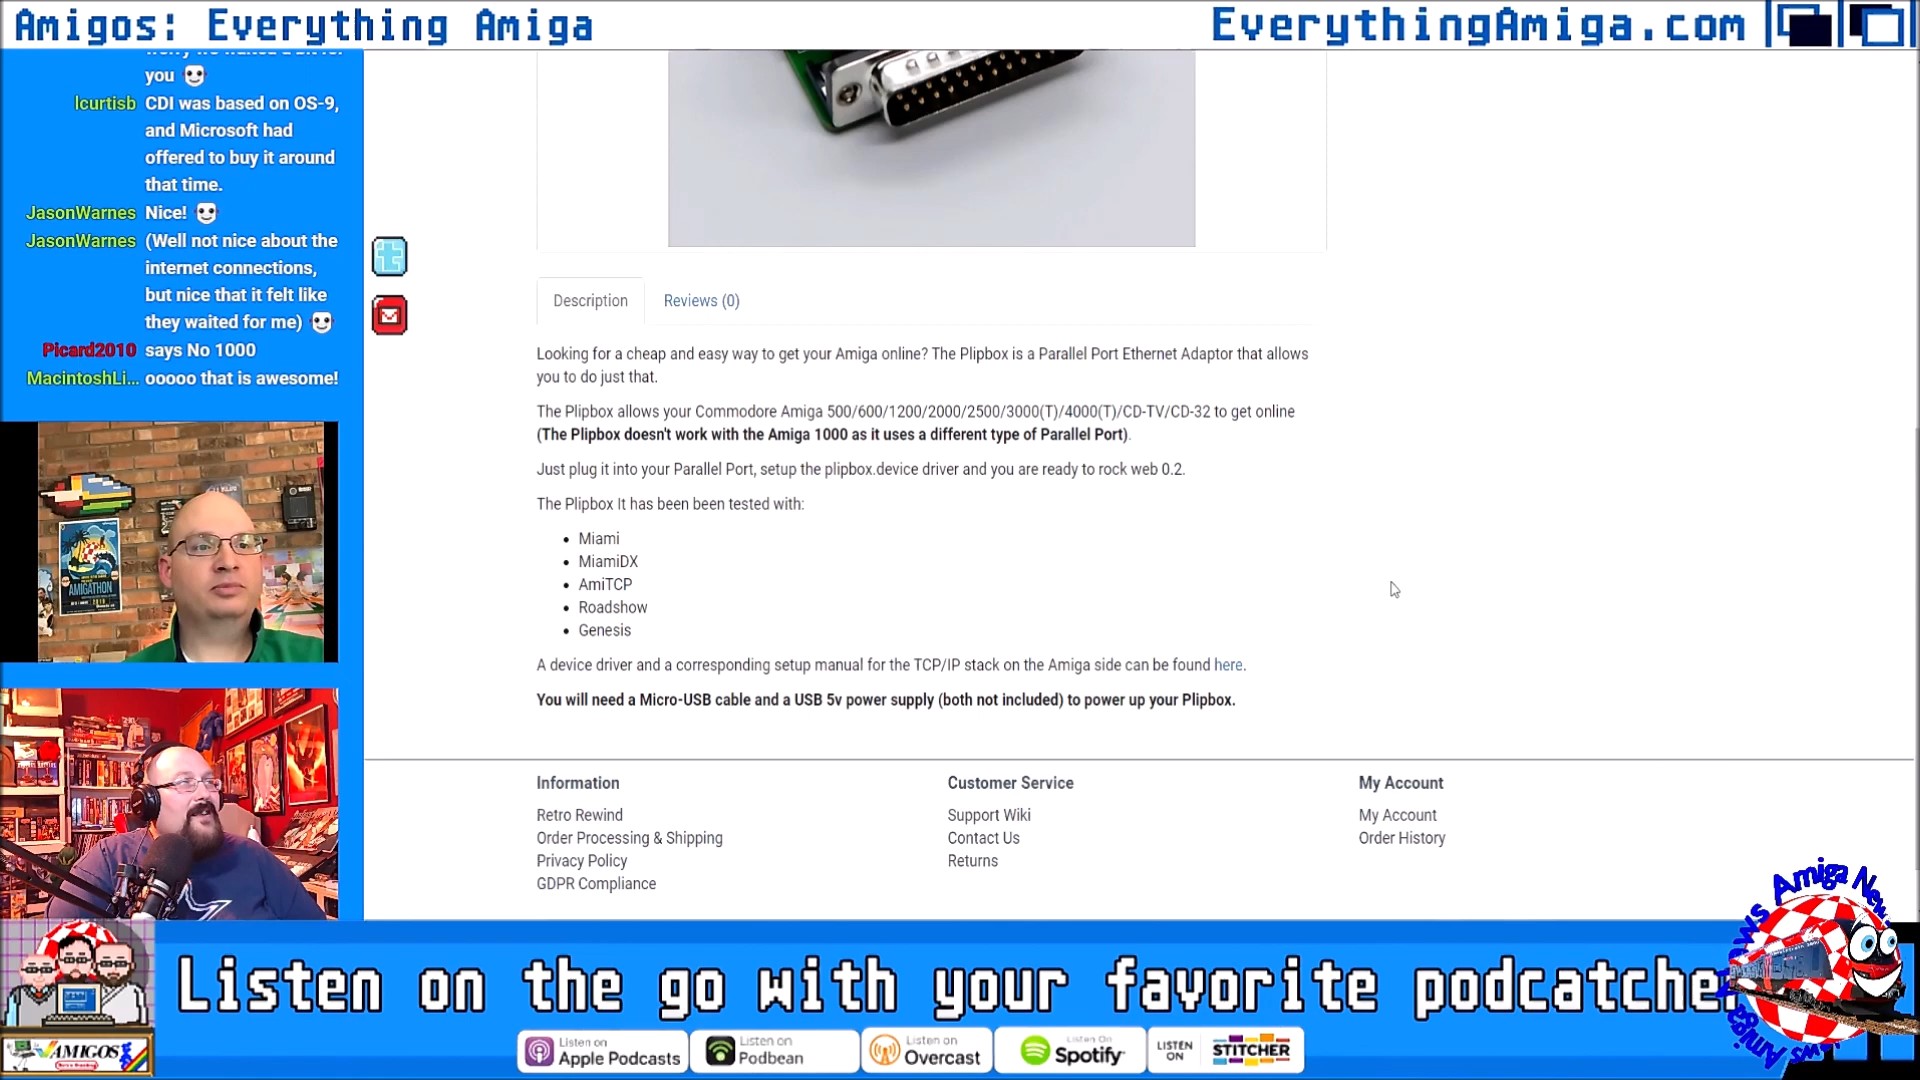 Amigos: Everything Amiga
EverythingAmiga.com
you
lcurtisb CDI was based on OS-9,
and Microsoft had
offered to buy it around
that time.
JasonWarnes Nice!
JasonWarnes (Well not nice about the
internet connections,
but nice that it felt like
they waited for me)
Picard2010 says No 1000
MacintoshLi... ooooo that is awesome!
AMIGATHON
Description
Reviews (0)
Looking for a cheap and easy way to get your Amiga online? The Plipbox is a Parallel Port Ethernet Adaptor that allows
you to do just that.
The Plipbox allows your Commodore Amiga 500/600/1200/2000/2500/3000(T)/4000(T)/CD-TV/CD-32 to get online
(The Plipbox doesn't work with the Amiga 1000 as it uses a different type of Parallel Port).
Just plug it into your Parallel Port, setup the plipbox.device driver and you are ready to rock web 0.2.
The Plipbox It has been been tested with:
• Miami
• MiamiDX
• AmiTCP
• Roadshow
• Genesis
A device driver and a corresponding setup manual for the TCP/IP stack on the Amiga side can be found here.
You will need a Micro-USB cable and a USB 5v power supply (both not included) to power up your Plipbox.
Information
Retro Rewind
Order Processing & Shipping
Privacy Policy
GDPR Compliance
Customer Service
Support Wiki
Contact Us
Returns
My Account
My Account
Order History
Amiga News
Amiga News
Listen on the go with your favorite podcatcher
AMIGOS
Listen on
Apple Podcasts
Listen on
Podbean
Listen on
Overcast
Listen On
Spotify
LISTEN
ON
STITCHER